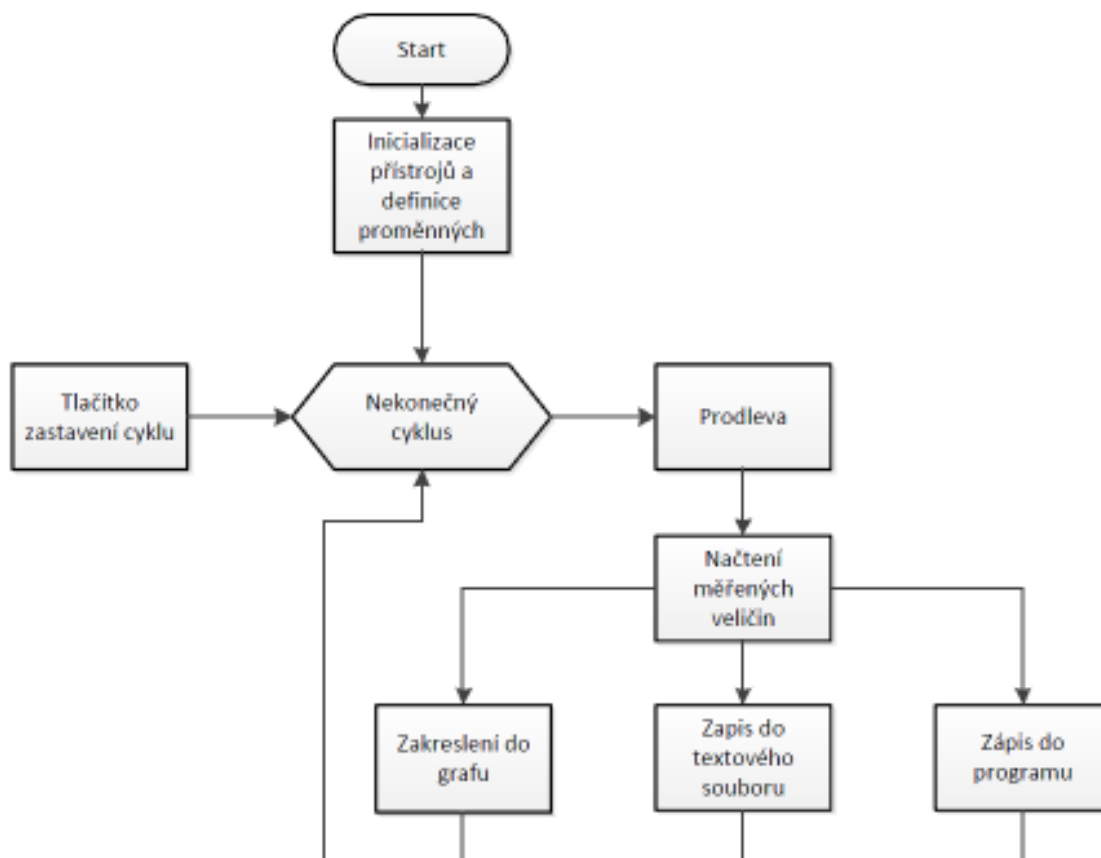 Start
Inicializace
přístrojů a
definice
proměnných
Tlačítko
zastavení cyklu
Nekonečný
cyklus
Prodleva
Načtení
měřených
veličin
Zakreslení do
grafu
Zapis do
textového
souboru
Zápis do
programu